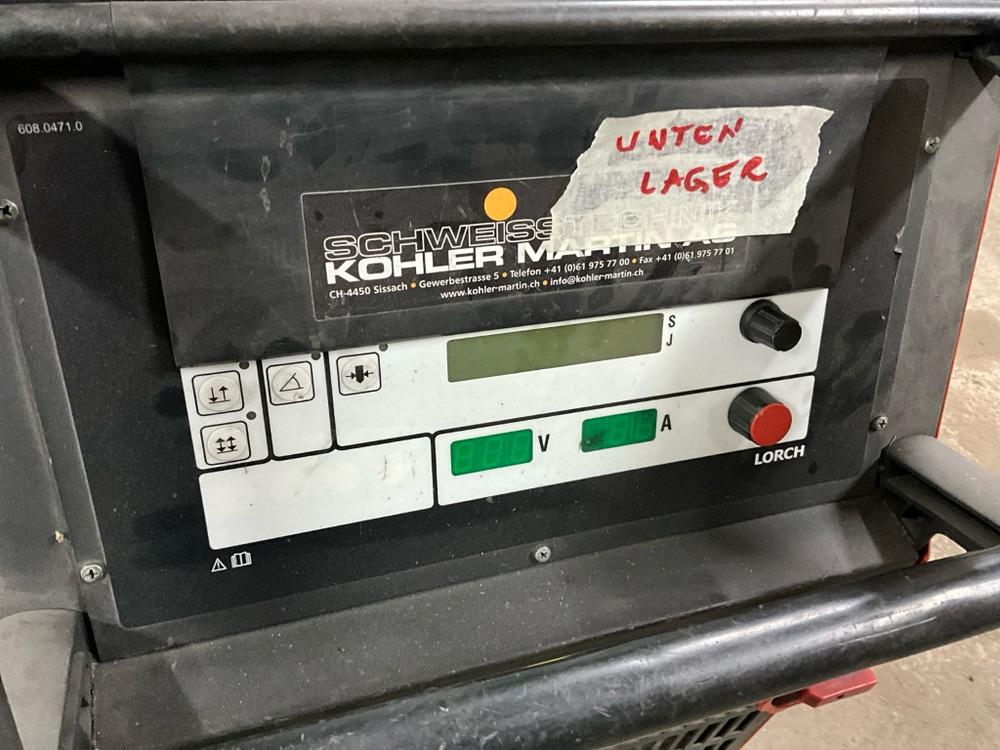 608.0471.0
UNTEN
LAGER
SCHWEISSTECHNIK
KOHLER MARTIN AG
CH-4450 Sissach • Gewerbestrasse 5 • Telefon +41 (0)61 975 77 00 • Fax +41 (0)61 975 77 01
www.kohler-martin.ch • info@kohler-martin.ch
S
J
V
A
LORCH